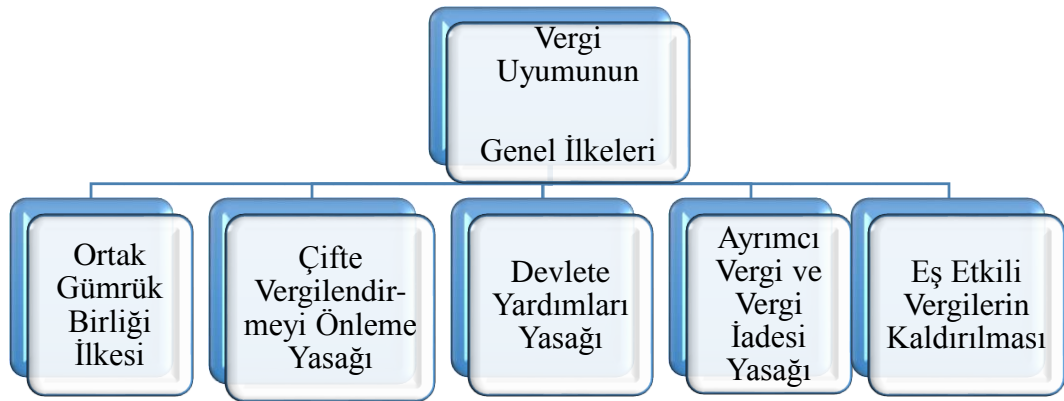 Vergi
Uyumunun
Genel İlkeleri
Ortak
Gümrük
Birliği
İlkesi
Çifte
Vergilendir-
meyi Önleme
Yasağı
Devlete
Yardımları
Yasağı
Ayrımcı
Vergi ve
Vergi
İadesi
Yasağı
Eş Etkili
Vergilerin
Kaldırılması